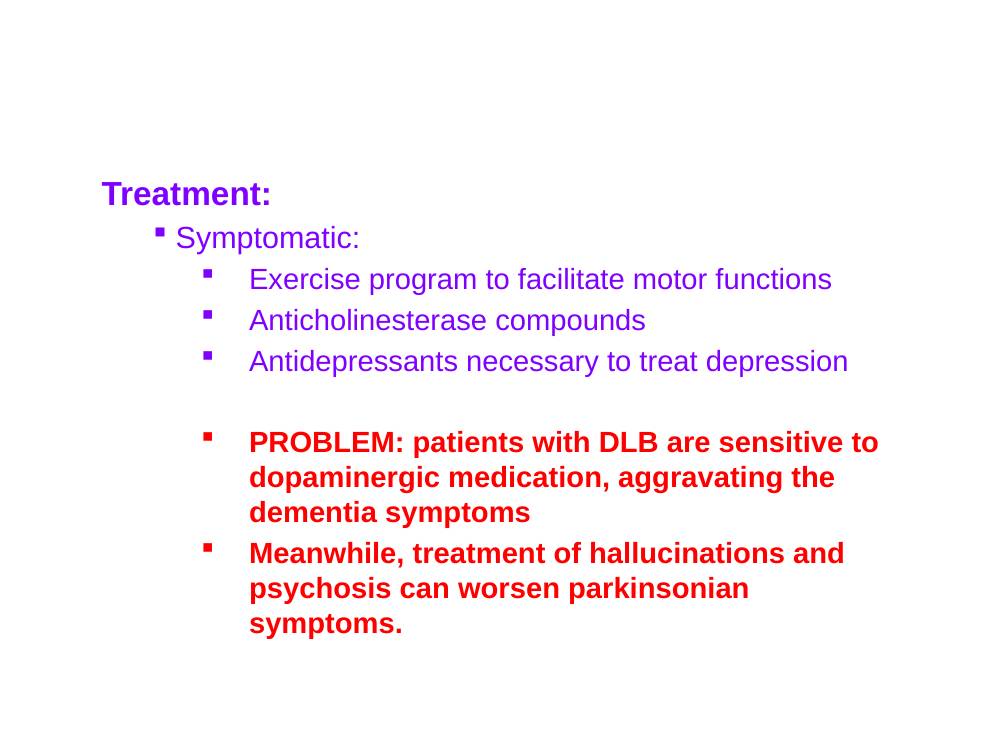 Treatment:
▪ Symptomatic:
▪ Exercise program to facilitate motor functions
▪ Anticholinesterase compounds
▪ Antidepressants necessary to treat depression
▪ PROBLEM: patients with DLB are sensitive to
dopaminergic medication, aggravating the
dementia symptoms
▪ Meanwhile, treatment of hallucinations and
psychosis can worsen parkinsonian
symptoms.